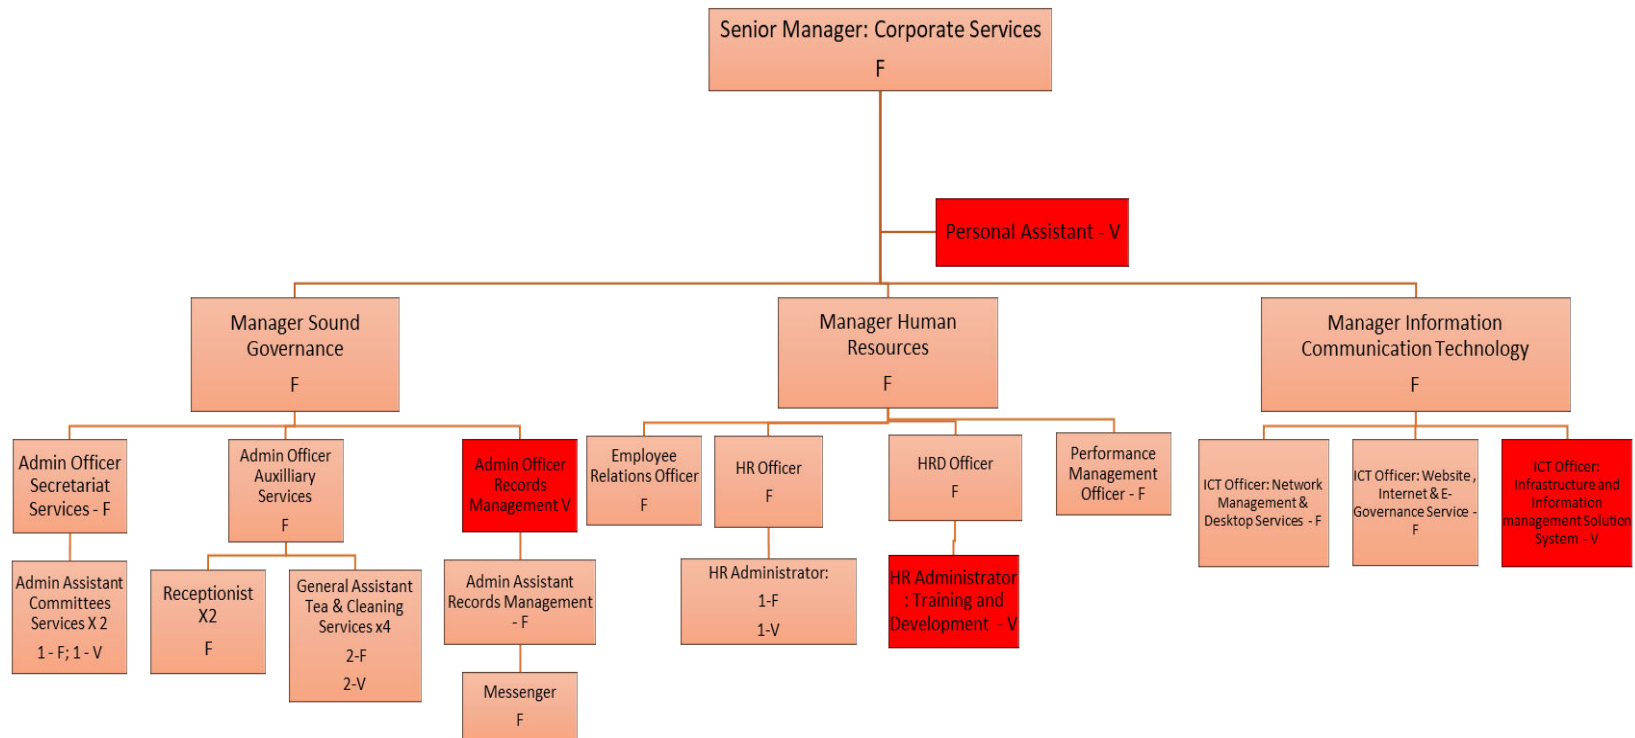 Senior Manager: Corporate Services
F
Personal Assistant - V
Manager Sound
Governance
F
Manager Human
Resources
F
Manager Information
Communication Technology
F
Admin Officer
Secretariat
Services - F
Admin Officer
Auxilliary
Services
F
Admin Officer
Records
Management V
Employee
Relations Officer
F
HR Officer
F
HRD Officer
F
Performance
Management
Officer - F
ICT Officer: Network
Management &
Desktop Services - F
ICT Officer: Website,
Internet & E-
Governance Service -
F
ICT Officer:
Infrastructure and
Information
management Solution
System - V
Admin Assistant
Committees
Services X 2
1 - F; 1 - V
Receptionist
X2
F
General Assistant
Tea & Cleaning
Services x4
2-F
2-V
Admin Assistant
Records Management
- F
Messenger
F
HR Administrator:
1-F
1-V
HR Administrator
: Training and
Development - V